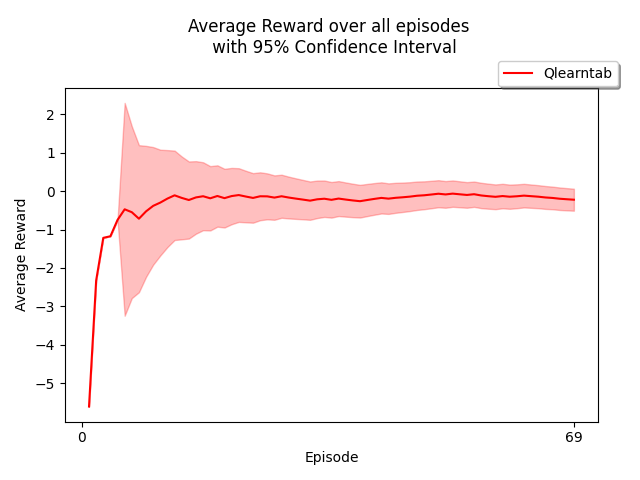 Average Reward over all episodes
with 95% Confidence Interval
Qlearntab
2
1
0
−1
−2
−3
−4
−5
Average Reward
0
69
Episode